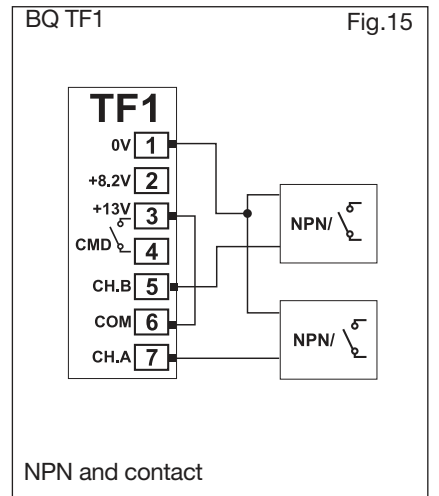 BQ TF1
Fig.15
TF1
0V 1
+8.2V 2
+13V 3
CMD 4
CH.B 5
COM 6
CH.A 7
NPN/
NPN/
NPN and contact